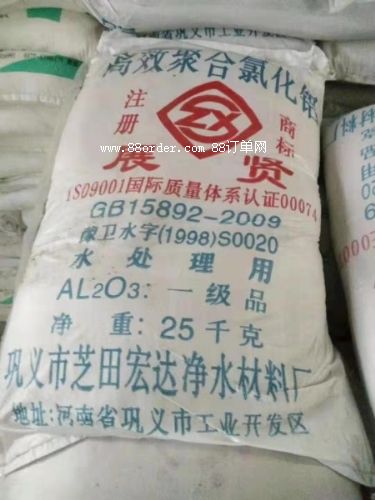 高效聚合氯化铝
注册 商标
展贤
ISO9001国际质量体系认证00074
GB15892-2009
豫卫水字(1998)S0020
水处理用
AL2O3: 一级品
净重: 25千克
巩义市芝田宏达净水材料厂
地址:河南省巩义市工业开发区
www.88order.com 88订单网